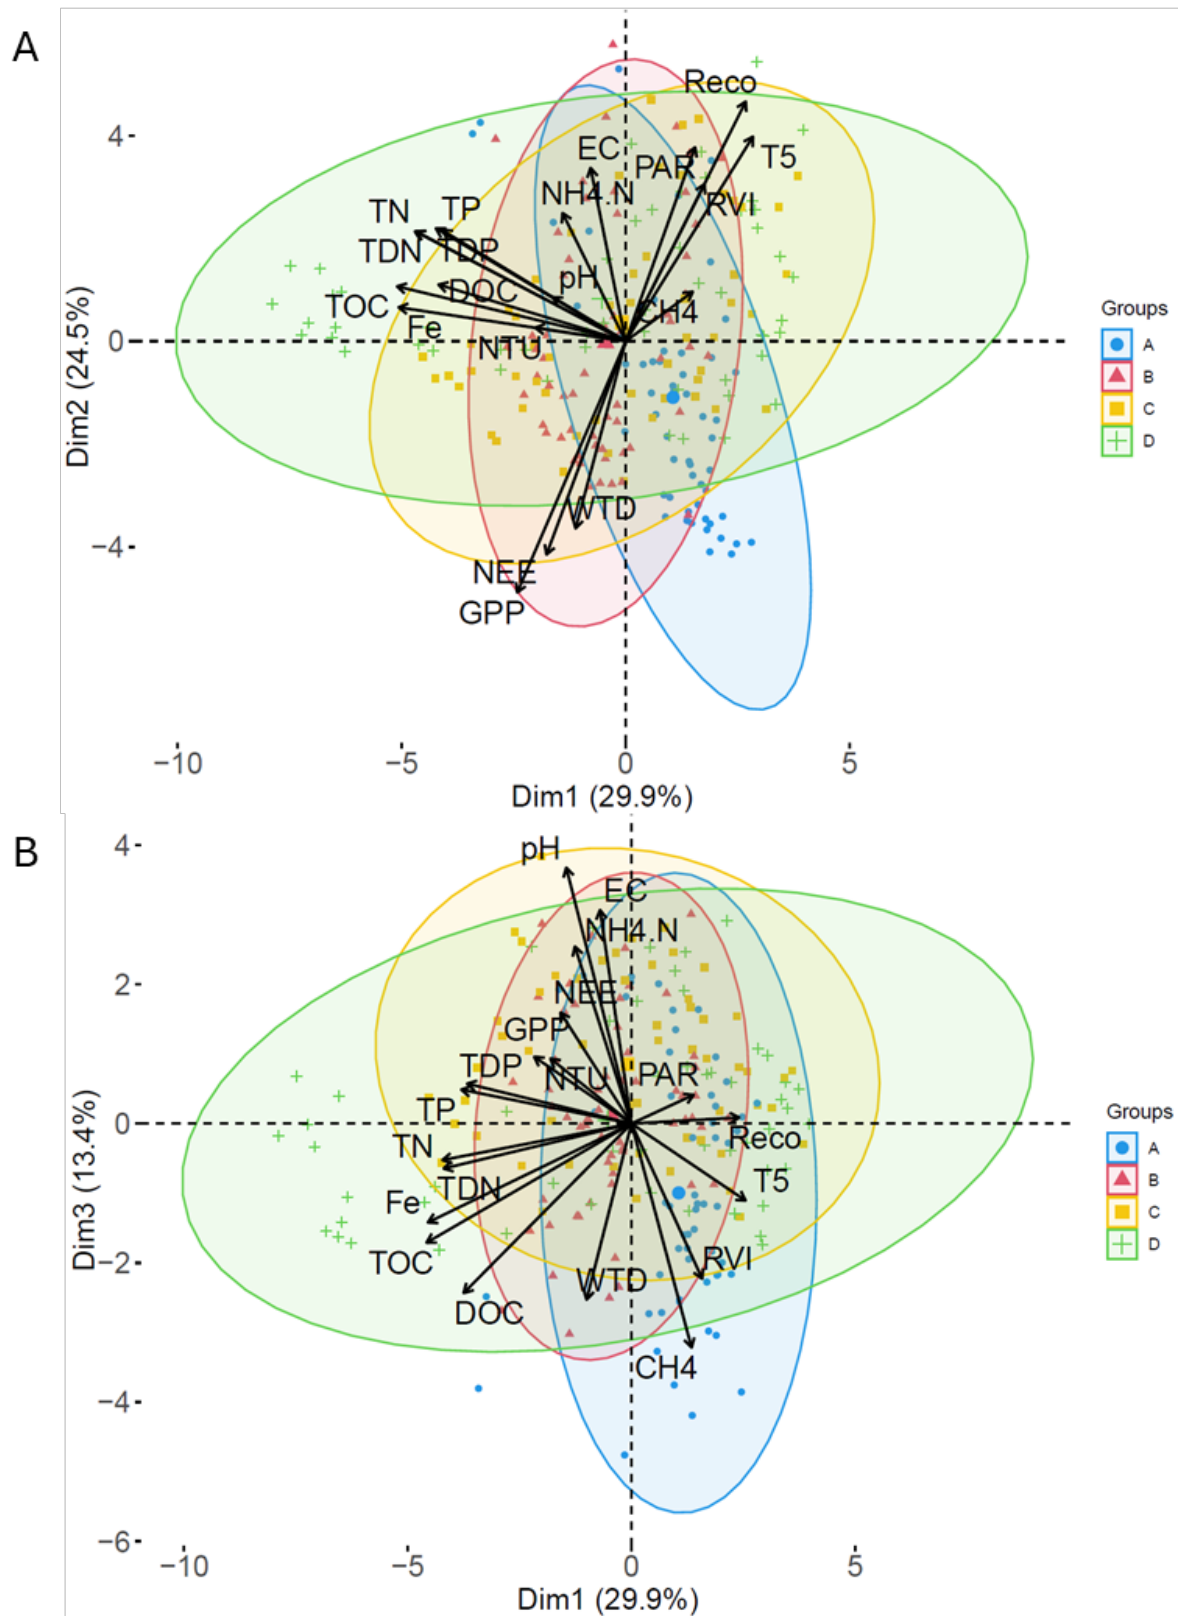 A
Reco
4
EC
PAR
T5
NH4.N
RVI
TN
TP
TDN
TDP
pH
DOC
CH4
TOC
Fe
NTU
0
Dim2 (24.5%)
WTD
−4
NEE
GPP
−10
−5
0
5
Dim1 (29.9%)
Groups
A
B
C
D
B
4
pH
EC
NH4.N
2
NEE
GPP
TDP
NTU
PAR
TP
0
TN
Reco
TDN
T5
Fe
TOC
RVI
−2
WTD
DOC
CH4
−4
−6
Dim3 (13.4%)
−10
−5
0
5
Dim1 (29.9%)
Groups
A
B
C
D